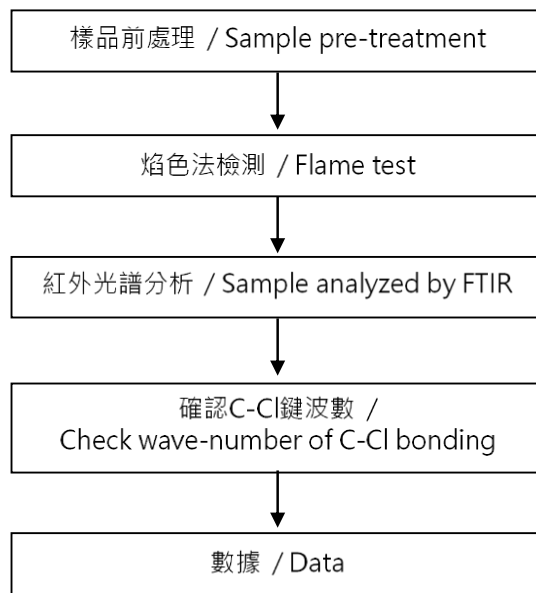 樣品前處理 / Sample pre-treatment
焰色法檢測 / Flame test
紅外光譜分析 / Sample analyzed by FTIR
確認C-Cl鍵波數 /
Check wave-number of C-Cl bonding
數據 / Data